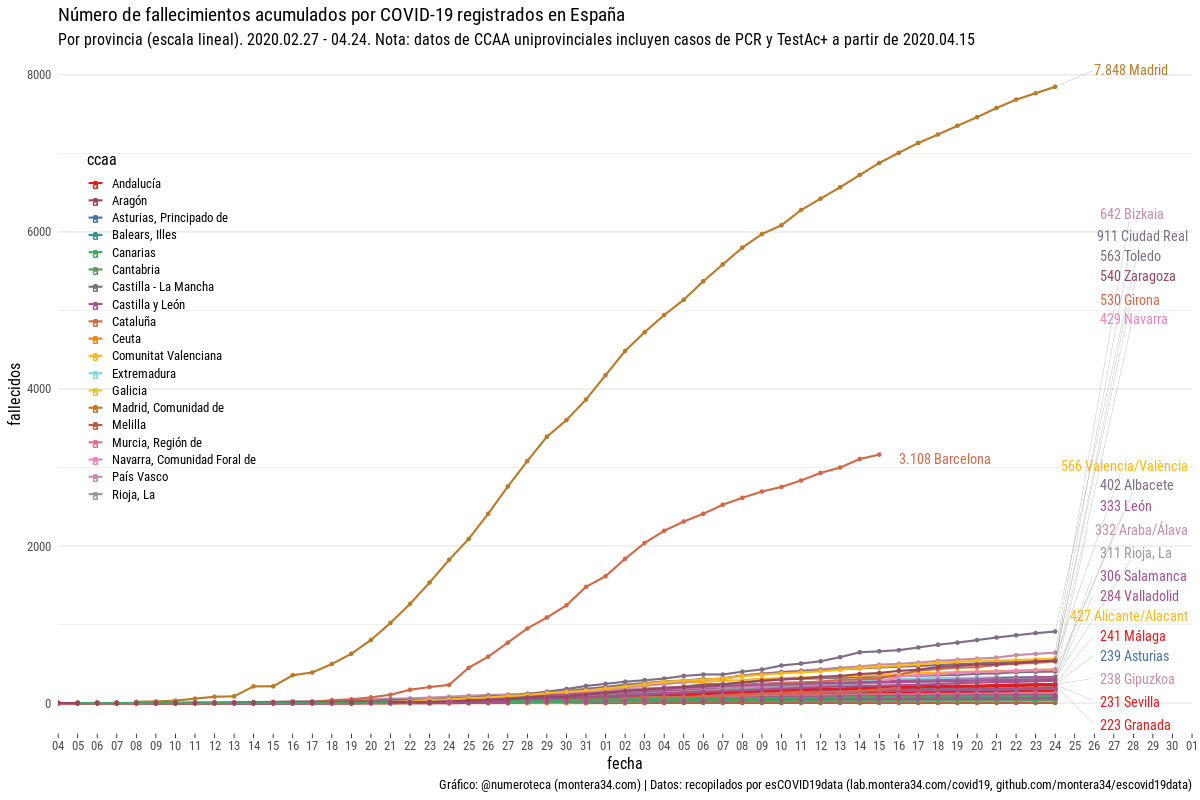 Número de fallecimientos acumulados por COVID-19 registrados en España
Por provincia (escala lineal). 2020.02.27 - 04.24. Nota: datos de CCAA uniprovinciales incluyen casos de PCR y TestAc+ a partir de 2020.04.15
8000
6000
4000
2000
0
fallecidos
ccaa
Andalucía
Aragón
Asturias, Principado de
Balears, Illes
Canarias
Cantabria
Castilla - La Mancha
Castilla y León
Cataluña
Ceuta
Comunitat Valenciana
Extremadura
Galicia
Madrid, Comunidad de
Melilla
Murcia, Región de
Navarra, Comunidad Foral de
País Vasco
Rioja, La
7.848 Madrid
642 Bizkaia
911 Ciudad Real
563 Toledo
540 Zaragoza
530 Girona
429 Navarra
3.108 Barcelona
566 Valencia/València
402 Albacete
333 León
332 Araba/Álava
311 Rioja, La
306 Salamanca
284 Valladolid
427 Alicante/Alacant
241 Málaga
239 Asturias
238 Gipuzkoa
231 Sevilla
223 Granada
04 05 06 07 08 09 10 11 12 13 14 15 16 17 18 19 20 21 22 23 24 25 26 27 28 29 30 31 01 02 03 04 05 06 07 08 09 10 11 12 13 14 15 16 17 18 19 20 21 22 23 24 25 26 27 28 29 30 01
fecha
Gráfico: @numeroteca (montera34.com) | Datos: recopilados por esCOVID19data (lab.montera34.com/covid19, github.com/montera34/escovid19data)